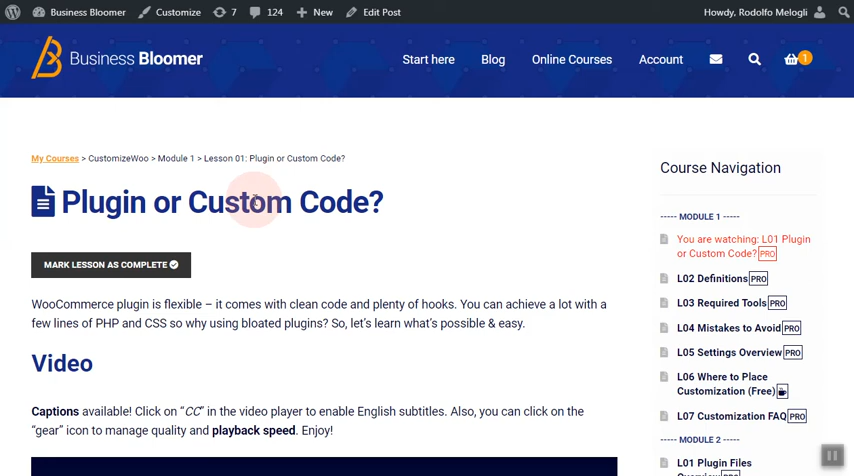 Business Bloomer Customize 7 124 New Edit Post Howdy, Rodolfo Melogli
Business Bloomer Start here Blog Online Courses Account 1
My Courses > CustomizeWoo > Module 1 > Lesson 01: Plugin or Custom Code?
Plugin or Custom Code?
MARK LESSON AS COMPLETE
WooCommerce plugin is flexible – it comes with clean code and plenty of hooks. You can achieve a lot with a
few lines of PHP and CSS so why using bloated plugins? So, let's learn what's possible & easy.
Video
Captions available! Click on “CC” in the video player to enable English subtitles. Also, you can click on the
“gear” icon to manage quality and playback speed. Enjoy!
Course Navigation
----- MODULE 1 -----
You are watching: L01 Plugin
or Custom Code? PRO
L02 Definitions PRO
L03 Required Tools PRO
L04 Mistakes to Avoid PRO
L05 Settings Overview PRO
L06 Where to Place
Customization (Free)
L07 Customization FAQ PRO
----- MODULE 2 -----
L01 Plugin Files